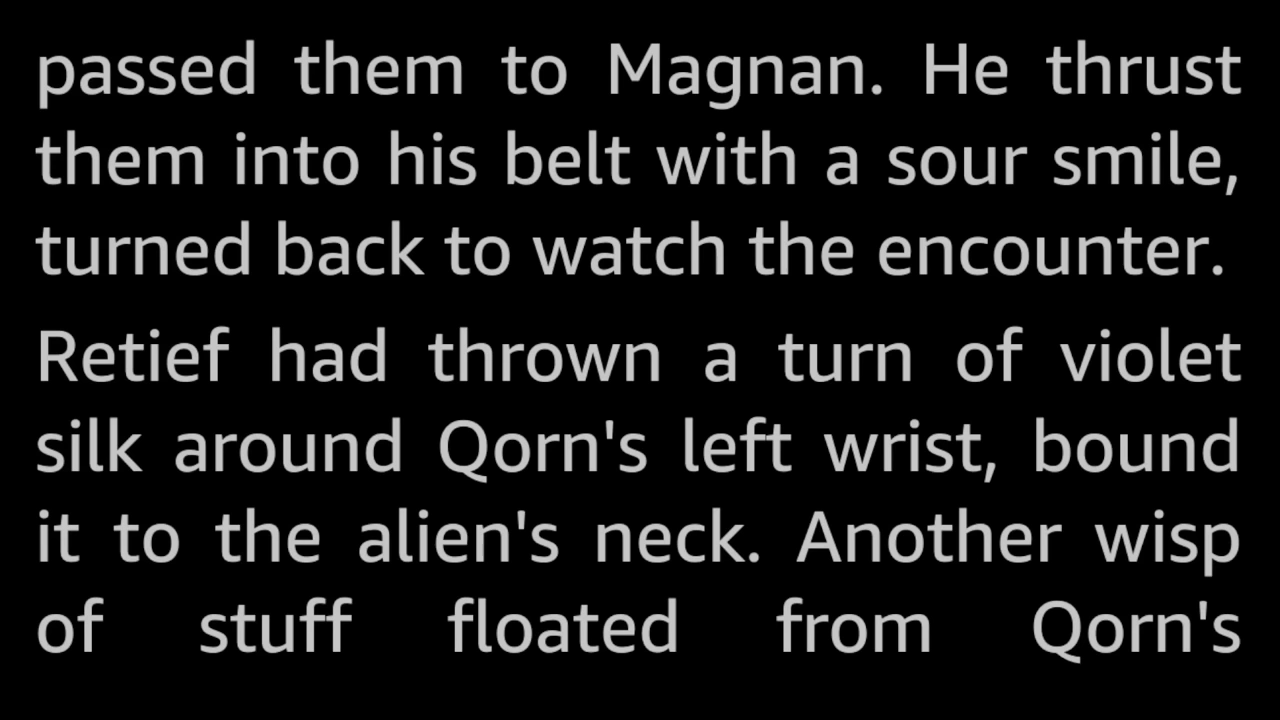 passed them to Magnan. He thrust
them into his belt with a sour smile,
turned back to watch the encounter.
Retief had thrown a turn of violet
silk around Qorn's left wrist, bound
it to the alien's neck. Another wisp
of stuff floated from Qorn's